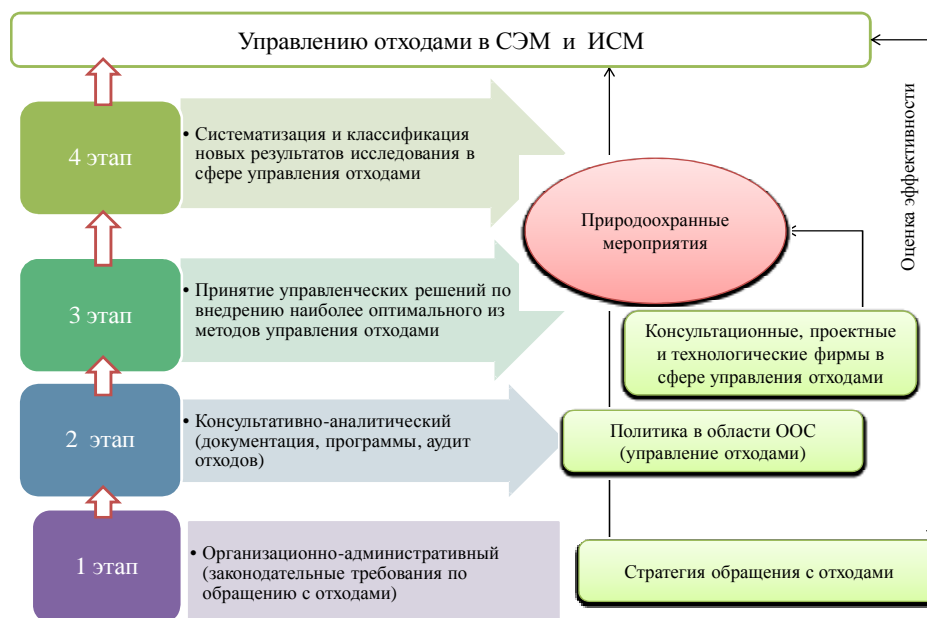 Управлению отходами в СЭМ и ИСМ
4 этап
• Систематизация и классификация
новых результатов исследования в
сфере управления отходами
Природоохранные
мероприятия
Оценка эффективности
3 этап
• Принятие управленческих решений по
внедрению наиболее оптимального из
методов управления отходами
Консультационные, проектные
и технологические фирмы в
сфере управления отходами
2 этап
• Консультативно-аналитический
(документация, программы, аудит
отходов)
Политика в области ООС
(управление отходами)
1 этап
• Организационно-административный
(законодательные требования по
обращению с отходами)
Стратегия обращения с отходами